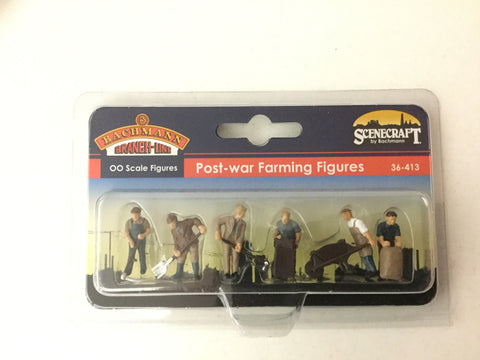 BACHMANN
BRANCH-LINE
SCENECRAFT
by Bachmann
OO Scale Figures
Post-war Farming Figures
36-413